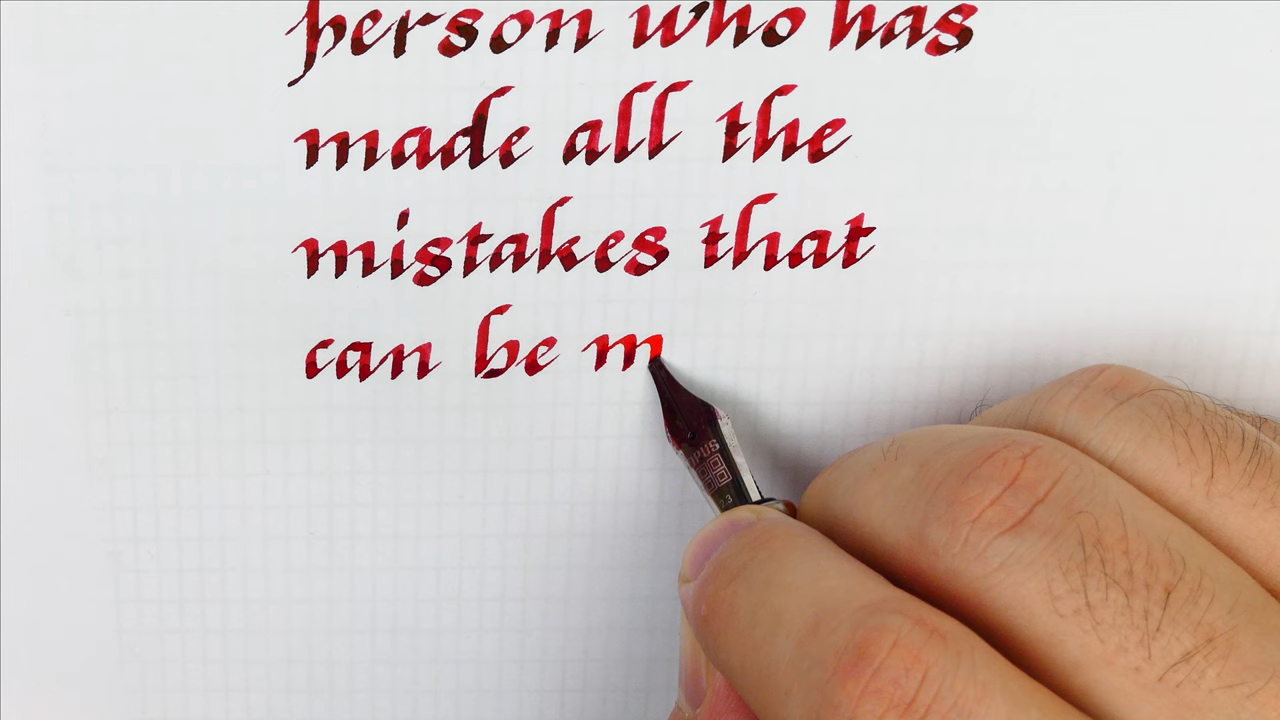 person who has
made all the
mistakes that
can be m